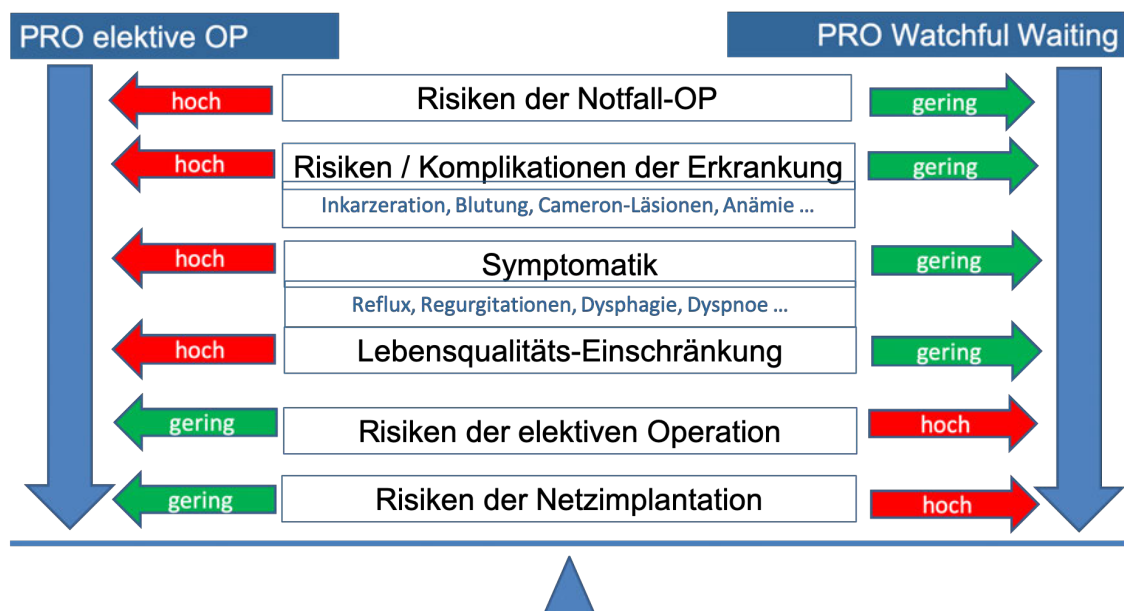 PRO elektive OP
PRO Watchful Waiting
hoch
Risiken der Notfall-OP
gering
hoch
Risiken / Komplikationen der Erkrankung
gering
Inkarzeration, Blutung, Cameron-Läsionen, Anämie ...
hoch
Symptomatik
gering
Reflux, Regurgitationen, Dysphagie, Dyspnoe ...
hoch
Lebensqualitäts-Einschränkung
gering
gering
Risiken der elektiven Operation
hoch
gering
Risiken der Netzimplantation
hoch